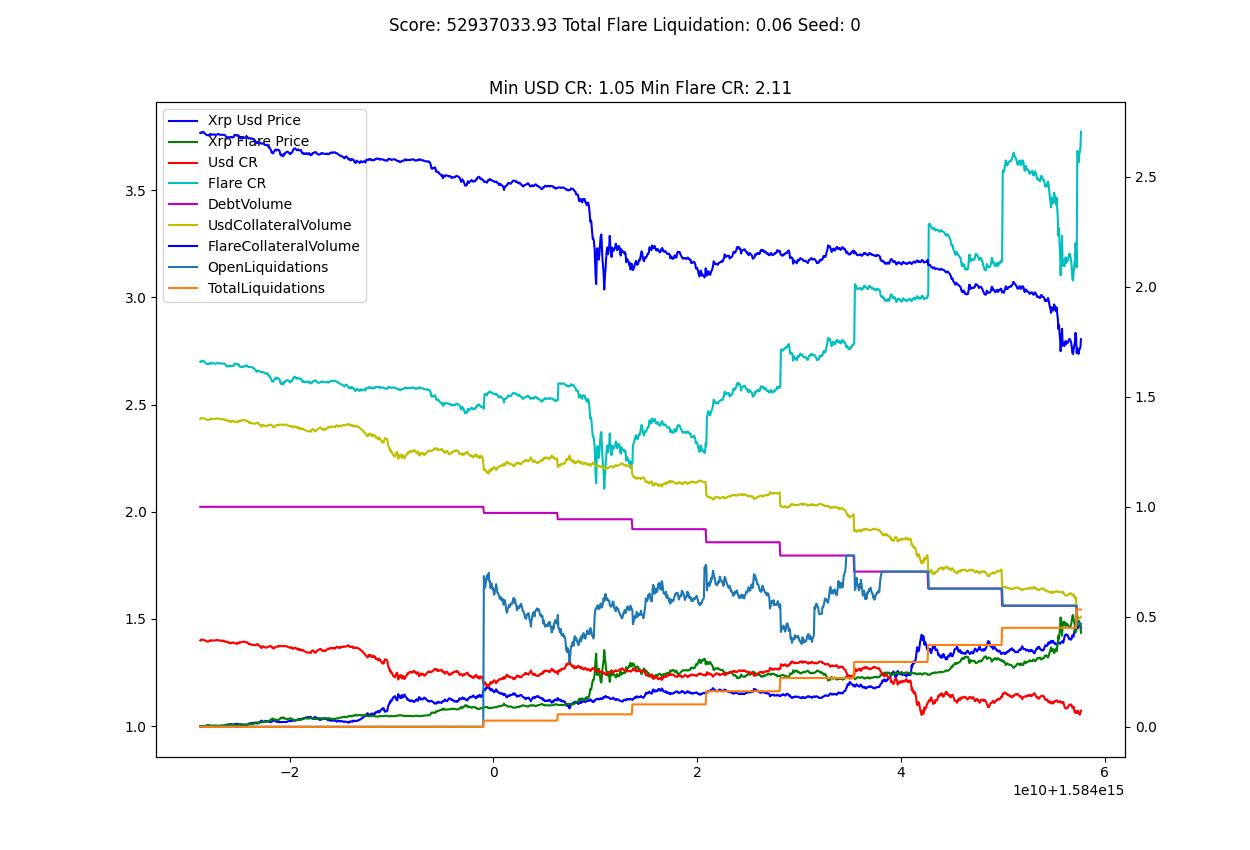 Score: 52937033.93 Total Flare Liquidation: 0.06 Seed: 0
Min USD CR: 1.05 Min Flare CR: 2.11
Xrp Usd Price
Xrp Flare Price
Usd CR
Flare CR
DebtVolume
UsdCollateralVolume
FlareCollateralVolume
OpenLiquidations
TotalLiquidations
3.5
3.0
2.5
2.0
1.5
1.0
2.5
2.0
1.5
1.0
0.5
0.0
−2
0
2
4
6
1e10+1.584e15